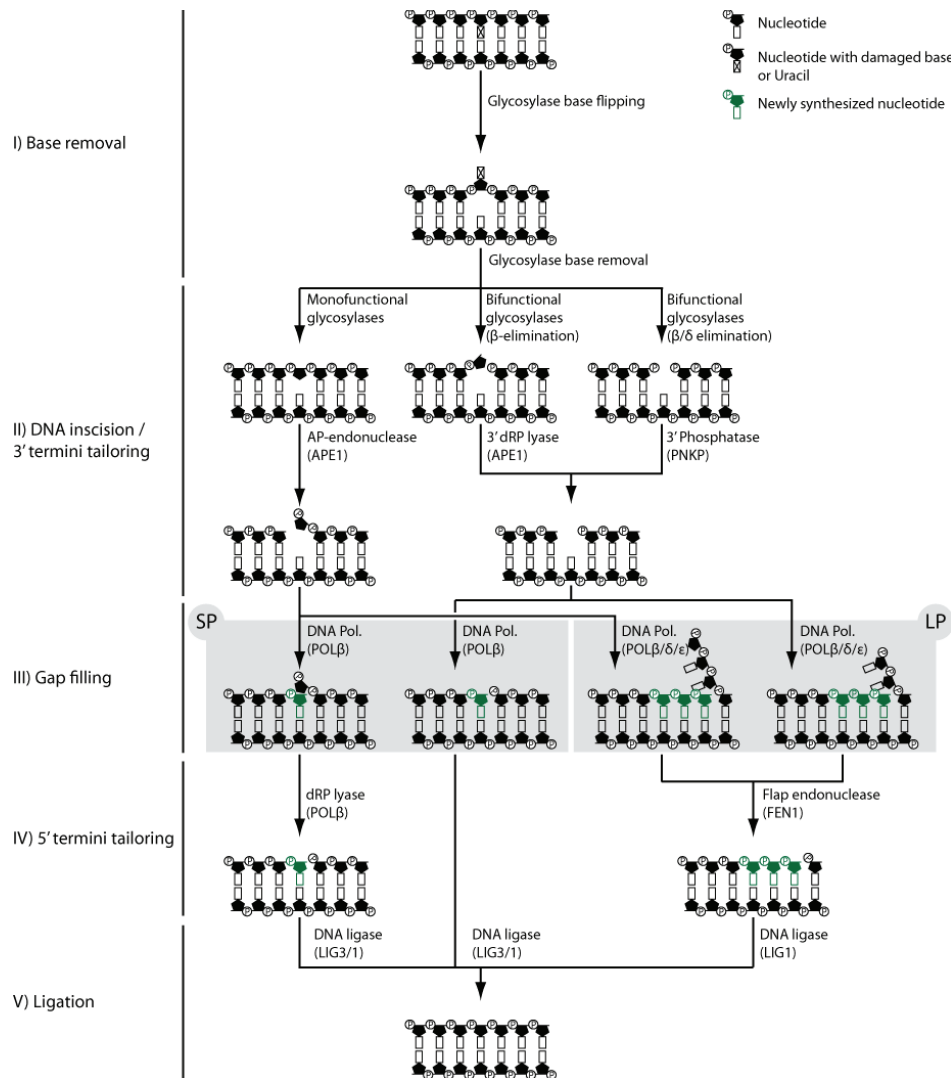 Nucleotide
Nucleotide with damaged base
or Uracil
Newly synthesized nucleotide
Glycosylase base flipping
I) Base removal
Glycosylase base removal
Monofunctional
glycosylases
Bifunctional
glycosylases
(β-elimination)
Bifunctional
glycosylases
(β/δ elimination)
II) DNA inscision /
3' termini tailoring
AP-endonuclease
(APE1)
3' dRP lyase
(APE1)
3' Phosphatase
(PNKP)
SP
LP
DNA Pol.
(POLβ)
DNA Pol.
(POLβ)
DNA Pol.
(POLβ/δ/ε)
DNA Pol.
(POLβ/δ/ε)
III) Gap filling
dRP lyase
(POLβ)
Flap endonuclease
(FEN1)
IV) 5' termini tailoring
DNA ligase
(LIG3/1)
DNA ligase
(LIG3/1)
DNA ligase
(LIG1)
V) Ligation